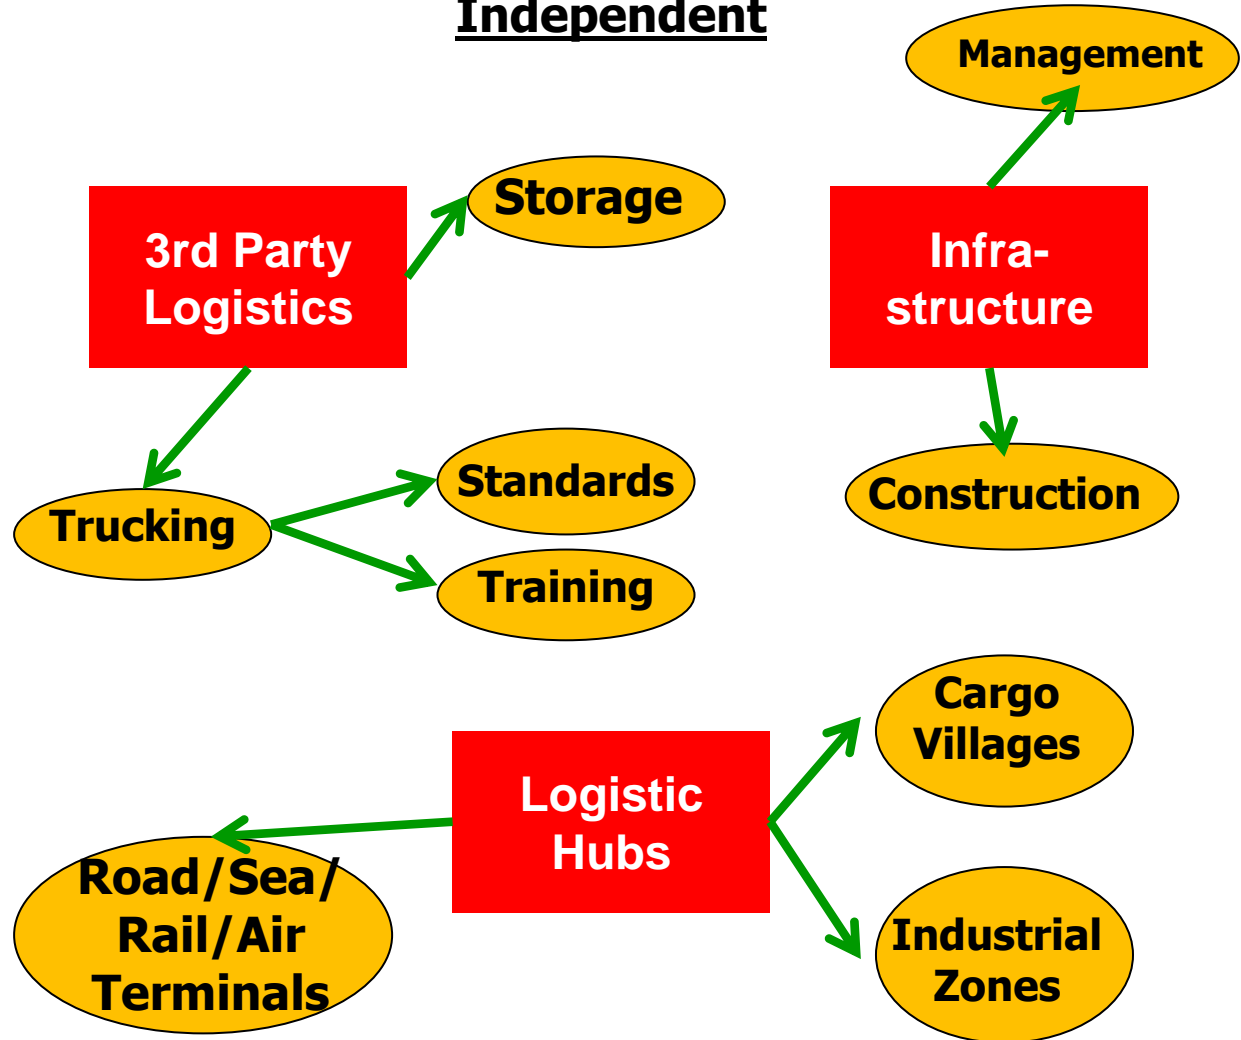 Independent
Management
Storage
3rd Party
Logistics
Infra-
structure
Standards
Construction
Trucking
Training
Cargo
Villages
Logistic
Hubs
Road/Sea/
Rail/Air
Terminals
Industrial
Zones